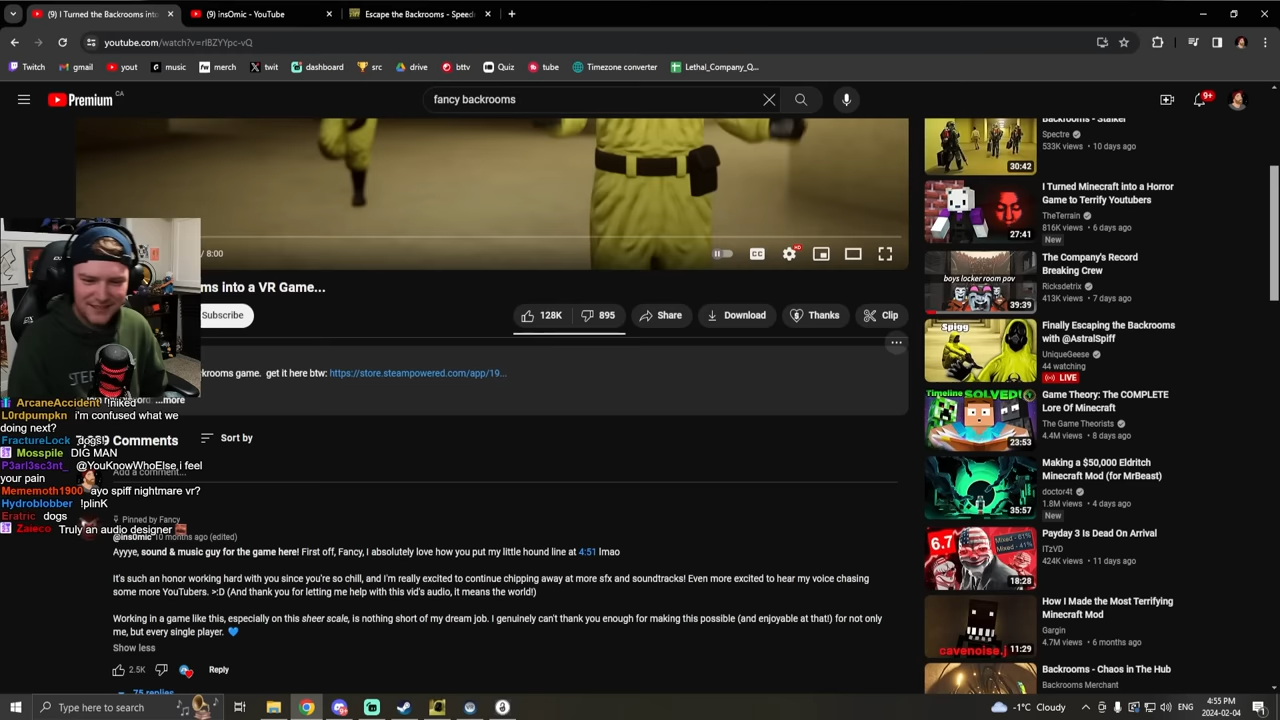 (9) I Turned the Backrooms into
(9) insOmic - YouTube
Escape the Backrooms - Speed
youtube.com/watch?v=rIBZYYpc-vQ
Twitch
gmail
yout
music
merch
twit
dashboard
src
drive
bttv
Quiz
tube
Timezone converter
Lethal_Company_Q...
Premium
CA
fancy backrooms
9+
/ 8:00
HD
ms into a VR Game...
Subscribe
128K
895
Share
Download
Thanks
Clip
krooms game. get it here btw: https://store.steampowered.com/app/19...
...more
9 Comments
Sort by
Add a comment...
ArcaneAccident
L0rdpumpkn i'm confused what we
doing next?
FractureLock dogs!
Mosspile DIG MAN
P3arl3sc3nt_ @YouKnowWhoElse i feel
your pain
Mememoth1900 ayo spiff nightmare vr?
Hydroblobber !plinK
Eratric dogs
Zaieco Truly an audio designer
Pinned by Fancy
@ins0mic 10 months ago (edited)
Ayyye, sound & music guy for the game here! First off, Fancy, I absolutely love how you put my little hound line at 4:51 lmao
It's such an honor working hard with you since you're so chill, and I'm really excited to continue chipping away at more sfx and soundtracks! Even more excited to hear my voice chasing
some more YouTubers. >:D (And thank you for letting me help with this vid's audio, it means the world!)
Working in a game like this, especially on this sheer scale, is nothing short of my dream job. I genuinely can't thank you enough for making this possible (and enjoyable at that!) for not only
me, but every single player.
Show less
2.5K
Reply
75 replies
Backrooms - Stalker
Spectre
533K views • 10 days ago
30:42
I Turned Minecraft into a Horror
Game to Terrify Youtubers
TheTerrain
816K views • 6 days ago
New
27:41
The Company's Record
Breaking Crew
Ricksdetrix
413K views • 7 days ago
boys locker room pov
39:39
Finally Escaping the Backrooms
with @AstralSpiff
UniqueGeese
44 watching
LIVE
Spigg
Game Theory: The COMPLETE
Lore Of Minecraft
The Game Theorists
4.4M views • 8 days ago
Timeline SOLVED!
23:53
Making a $50,000 Eldritch
Minecraft Mod (for MrBeast)
doctor4t
1.8M views • 4 days ago
New
35:57
Payday 3 Is Dead On Arrival
ITzVD
424K views • 11 days ago
6.7
Mixed - 61%
Mixed - 41%
18:28
How I Made the Most Terrifying
Minecraft Mod
Gargin
4.7M views • 6 months ago
cavenoise.
11:29
Backrooms - Chaos in The Hub
Backrooms Merchant
Type here to search
-1°C Cloudy
4:55 PM
2024-02-04